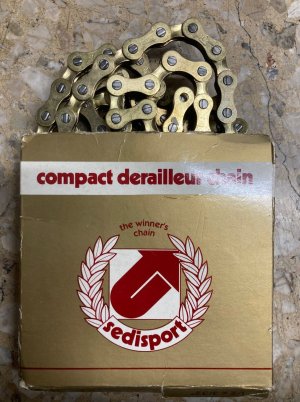 compact derailleur chain
the winner's
chain
sedisport